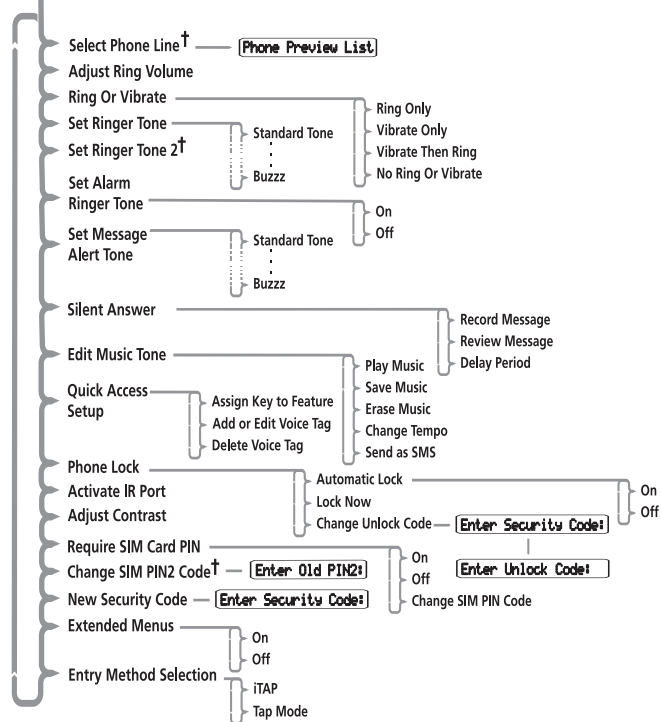 Select Phone Line† Phone Preview List
Adjust Ring Volume
Ring Or Vibrate
Ring Only
Vibrate Only
Vibrate Then Ring
No Ring Or Vibrate
Set Ringer Tone
Standard Tone
Buzzz
Set Ringer Tone 2†
Set Alarm
Ringer Tone
On
Off
Set Message
Alert Tone
Standard Tone
Buzzz
Silent Answer
Record Message
Review Message
Delay Period
Edit Music Tone
Play Music
Save Music
Erase Music
Change Tempo
Send as SMS
Quick Access
Setup
Assign Key to Feature
Add or Edit Voice Tag
Delete Voice Tag
Phone Lock
Automatic Lock
On
Off
Lock Now
Change Unlock Code Enter Security Code:
Enter Unlock Code:
Activate IR Port
Adjust Contrast
Require SIM Card PIN
On
Off
Change SIM PIN Code
Change SIM PIN2 Code† Enter Old PIN2:
New Security Code Enter Security Code:
Extended Menus
On
Off
Entry Method Selection
iTAP
Tap Mode